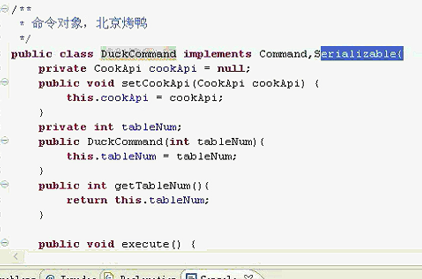 /**
 * 命令对象，北京烤鸭
 */
public class DuckCommand implements Command,Serializable{
    private CookApi cookApi = null;
    public void setCookApi(CookApi cookApi) {
        this.cookApi = cookApi;
    }
    private int tableNum;
    public DuckCommand(int tableNum){
        this.tableNum = tableNum;
    }
    public int getTableNum(){
        return this.tableNum;
    }
    public void execute() {